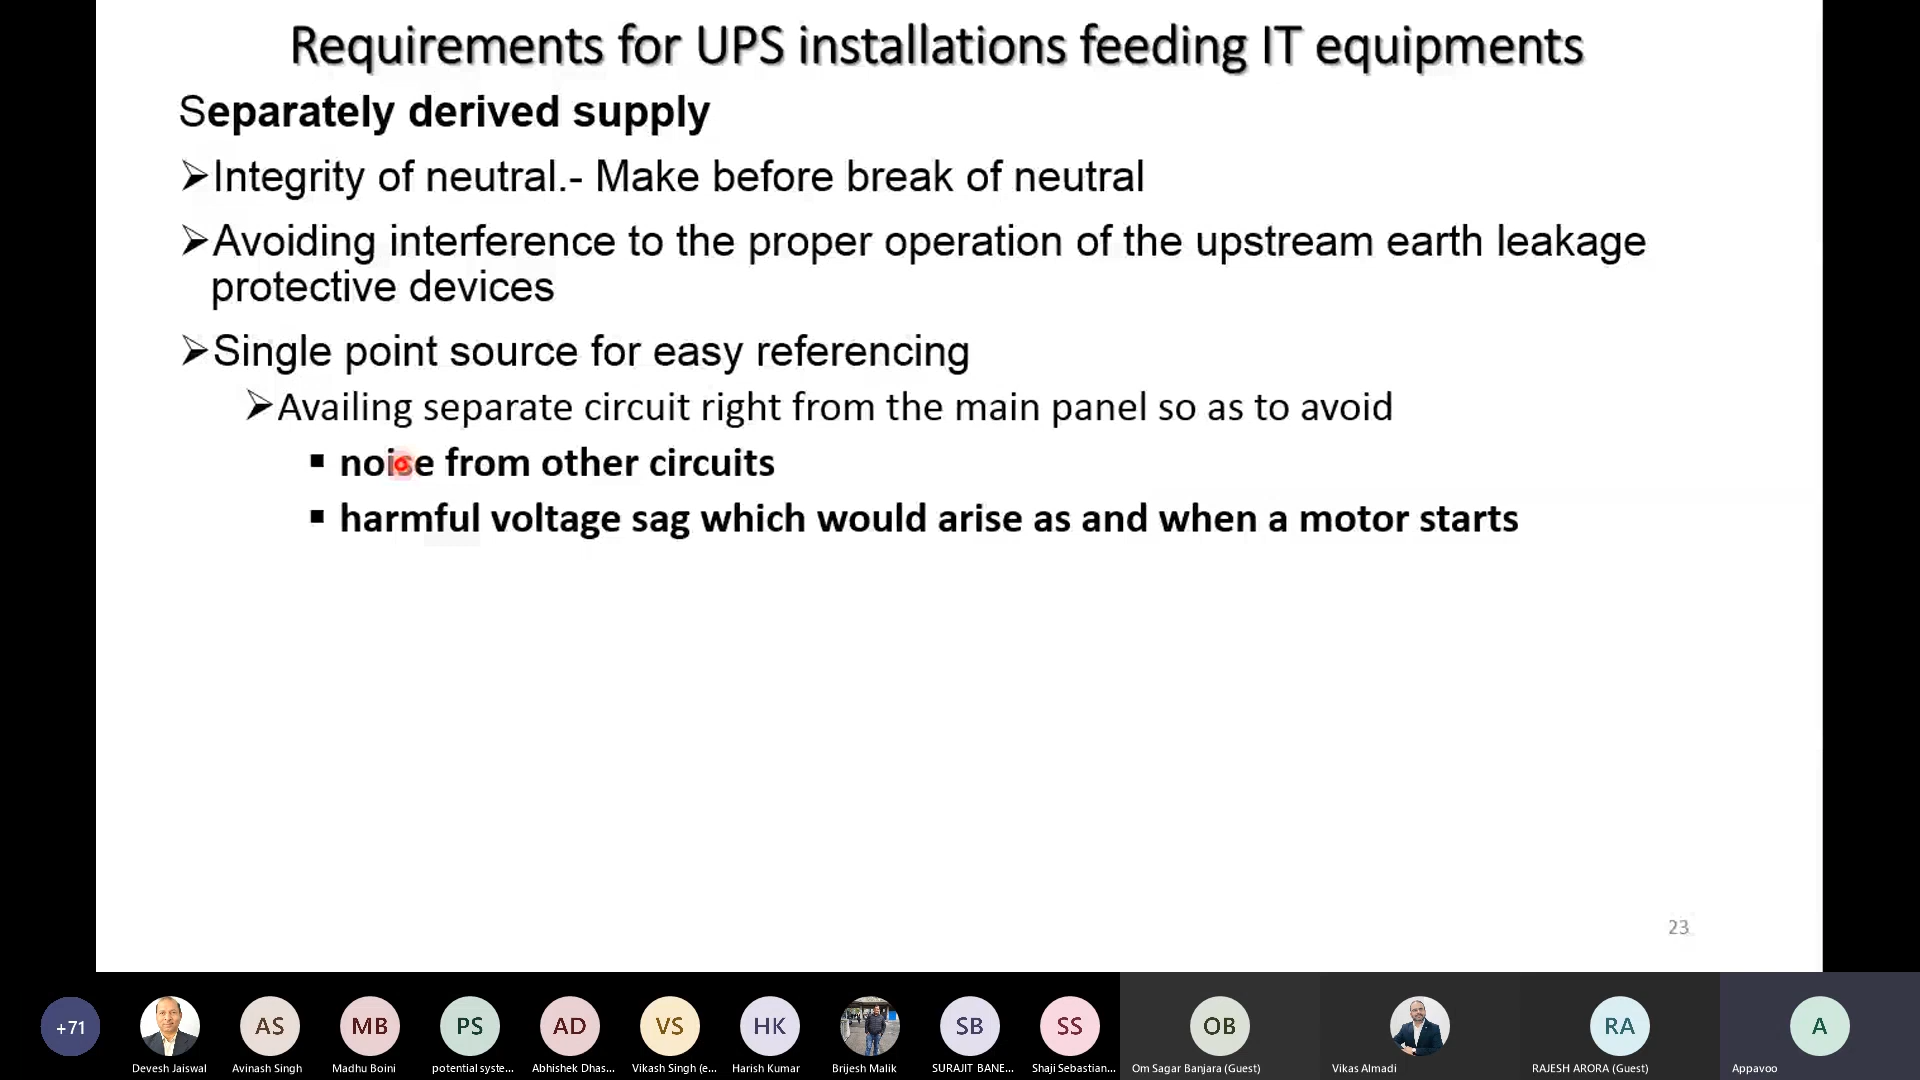 Requirements for UPS installations feeding IT equipments
Separately derived supply
➢Integrity of neutral.- Make before break of neutral
➢Avoiding interference to the proper operation of the upstream earth leakage
protective devices
➢Single point source for easy referencing
➢Availing separate circuit right from the main panel so as to avoid
▪ noise from other circuits
▪ harmful voltage sag which would arise as and when a motor starts
23
+71 AS MB PS AD VS HK SB SS OB RA A
Devesh Jaiswal Avinash Singh Madhu Boini potential syste... Abhishek Dhas... Vikash Singh (e... Harish Kumar Brijesh Malik SURAJIT BANE... Shaji Sebastian... Om Sagar Banjara (Guest) Vikas Almadi RAJESH ARORA (Guest) Appavoo